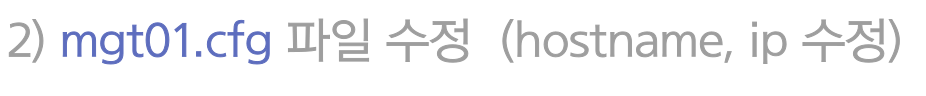 2) mgt01.cfg 파일 수정 (hostname, ip 수정)